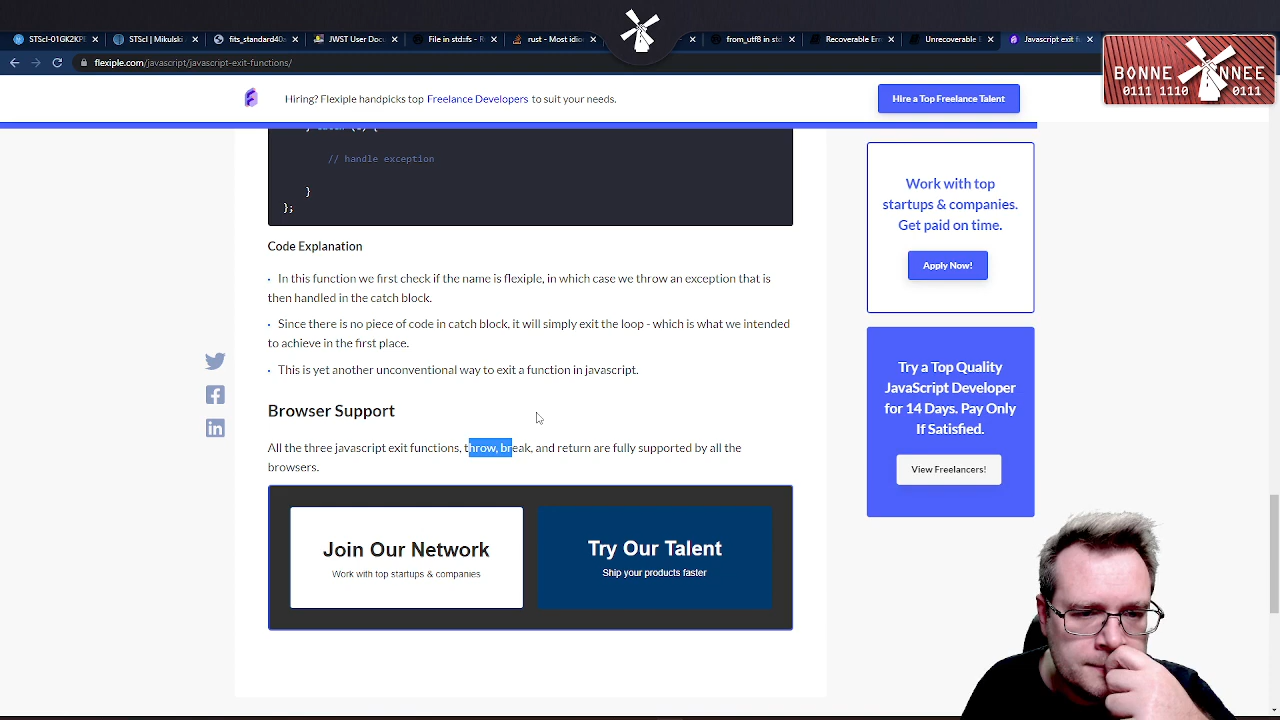 STScI-01GK2KP
STScI | Mikulski
fits_standard40a
JWST User Docu
File in std::fs - R
rust - Most idiom
from_utf8 in std
Recoverable Err
Unrecoverable
Javascript exit f
flexiple.com/javascript/javascript-exit-functions/
BONNE ANNEE
0111 1110 0111
Hiring? Flexiple handpicks top Freelance Developers to suit your needs.
Hire a Top Freelance Talent
// handle exception
}
};
Code Explanation
· In this function we first check if the name is flexiple, in which case we throw an exception that is
then handled in the catch block.
· Since there is no piece of code in catch block, it will simply exit the loop - which is what we intended
to achieve in the first place.
· This is yet another unconventional way to exit a function in javascript.
Browser Support
All the three javascript exit functions, throw, break, and return are fully supported by all the
browsers.
Join Our Network
Work with top startups & companies
Try Our Talent
Ship your products faster
Work with top
startups & companies.
Get paid on time.
Apply Now!
Try a Top Quality
JavaScript Developer
for 14 Days. Pay Only
If Satisfied.
View Freelancers!